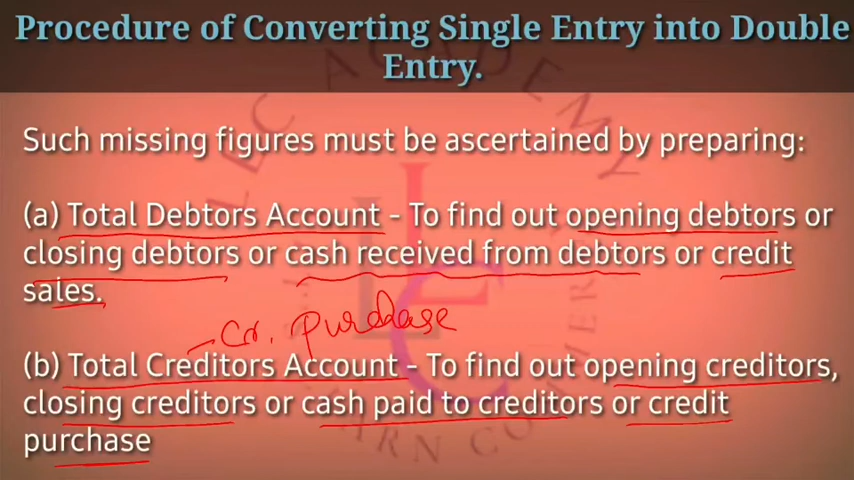 Procedure of Converting Single Entry into Double
Entry.
Such missing figures must be ascertained by preparing:
(a) Total Debtors Account - To find out opening debtors or
closing debtors or cash received from debtors or credit
sales.
- Cr. purchase
(b) Total Creditors Account - To find out opening creditors,
closing creditors or cash paid to creditors or credit
purchase